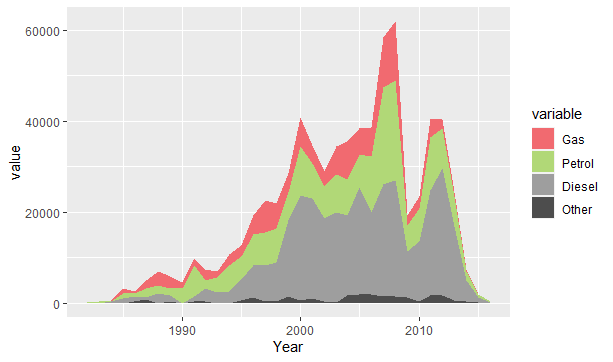 60000
40000
20000
0
value
1990
2000
2010
Year
variable
Gas
Petrol
Diesel
Other